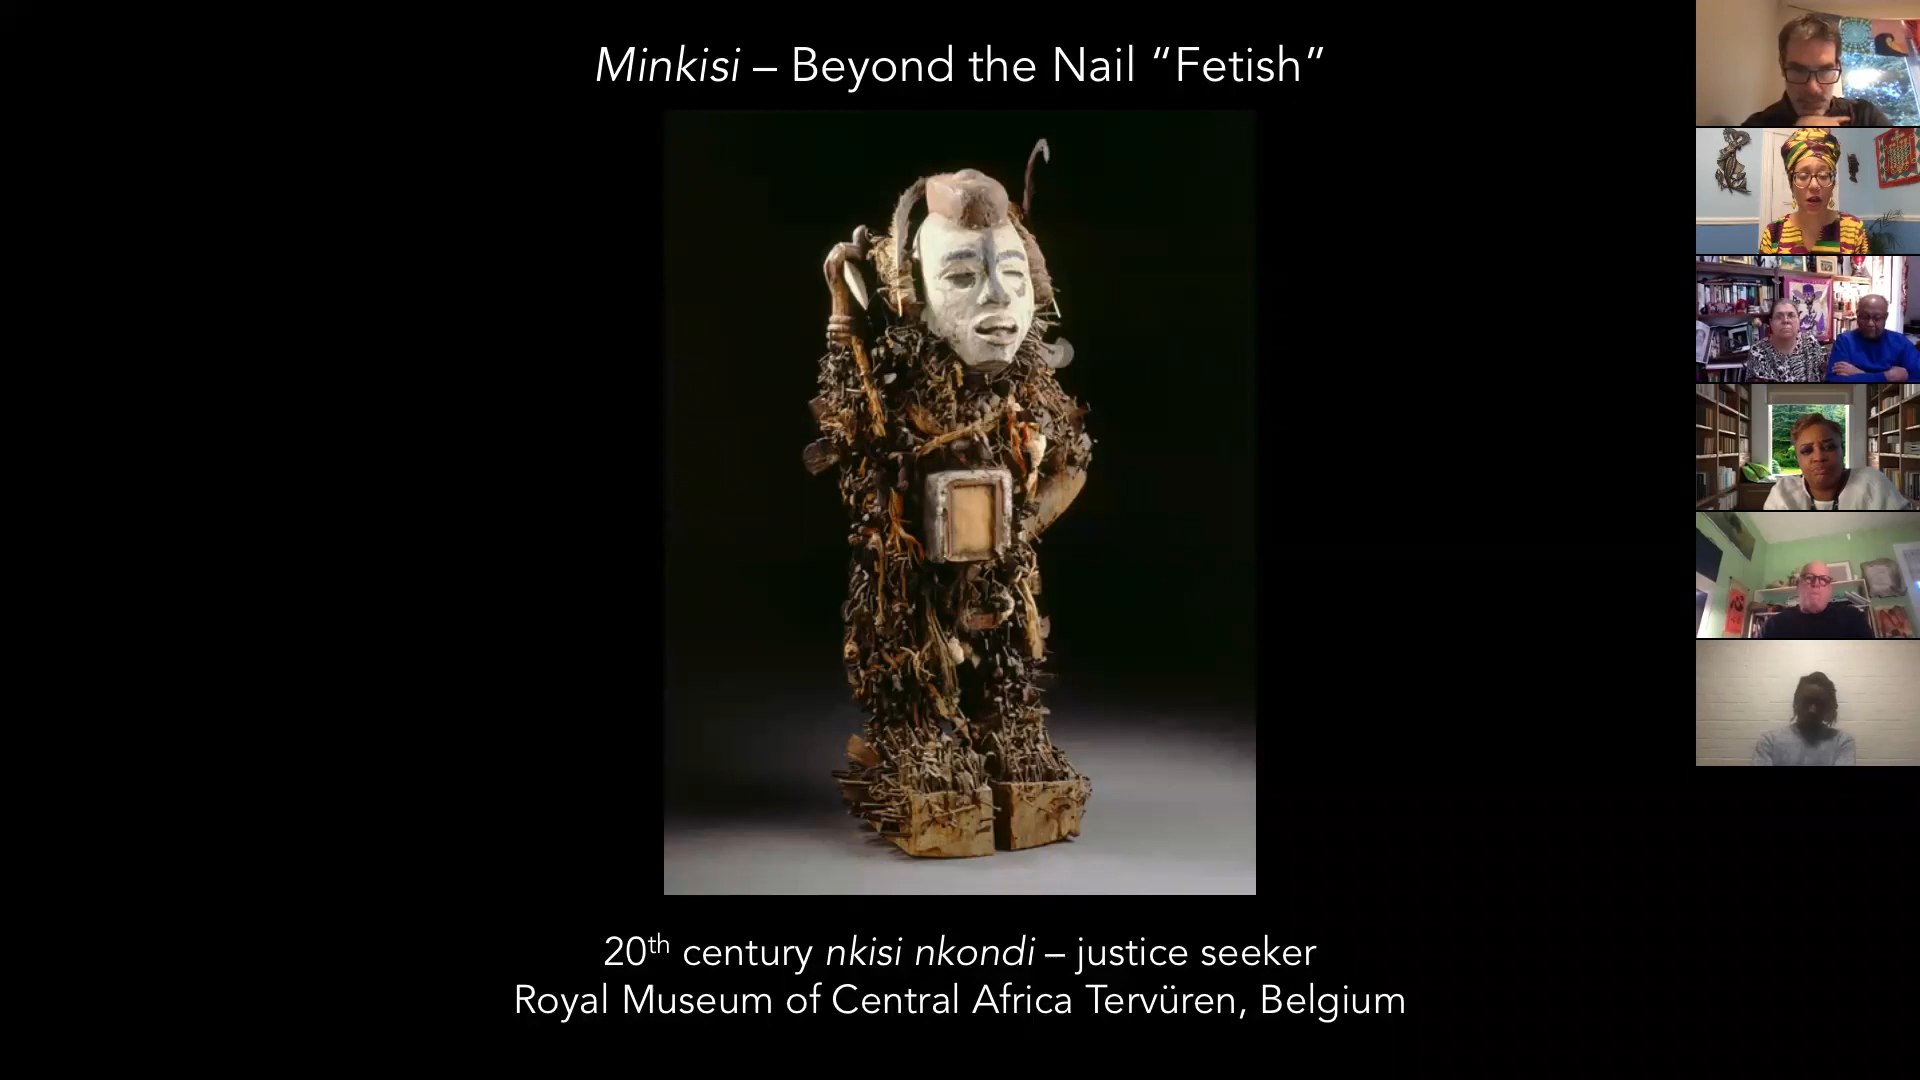 Minkisi – Beyond the Nail “Fetish”
20th century nkisi nkondi – justice seeker
Royal Museum of Central Africa Tervüren, Belgium